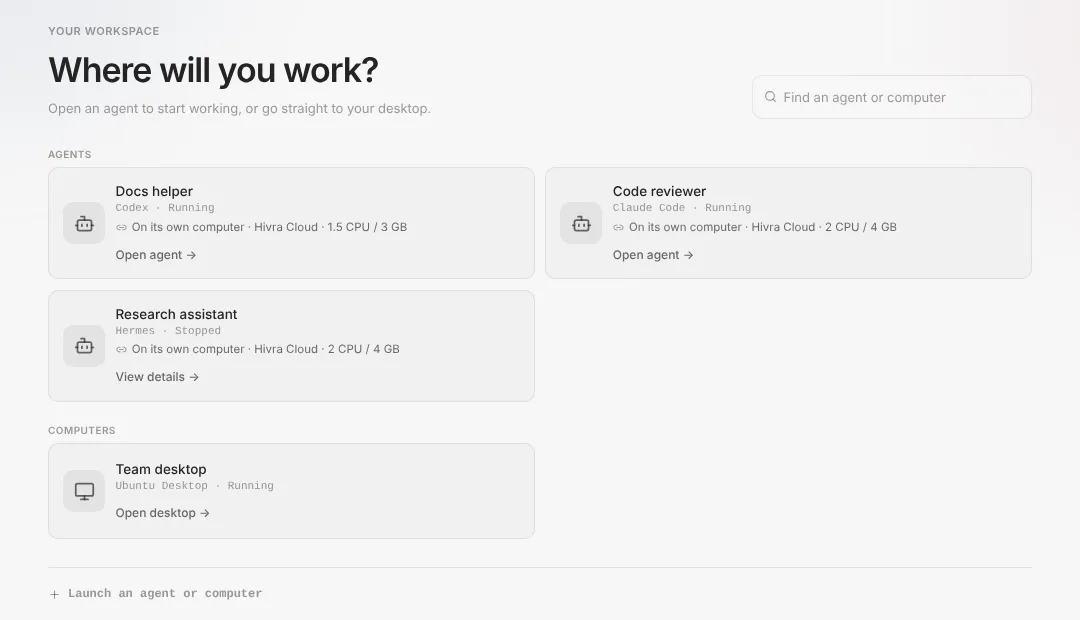 YOUR WORKSPACE
Where will you work?
Open an agent to start working, or go straight to your desktop.
Find an agent or computer
AGENTS
Docs helper
Codex · Running
On its own computer · Hivra Cloud · 1.5 CPU / 3 GB
Open agent →
Code reviewer
Claude Code · Running
On its own computer · Hivra Cloud · 2 CPU / 4 GB
Open agent →
Research assistant
Hermes · Stopped
On its own computer · Hivra Cloud · 2 CPU / 4 GB
View details →
COMPUTERS
Team desktop
Ubuntu Desktop · Running
Open desktop →
+ Launch an agent or computer